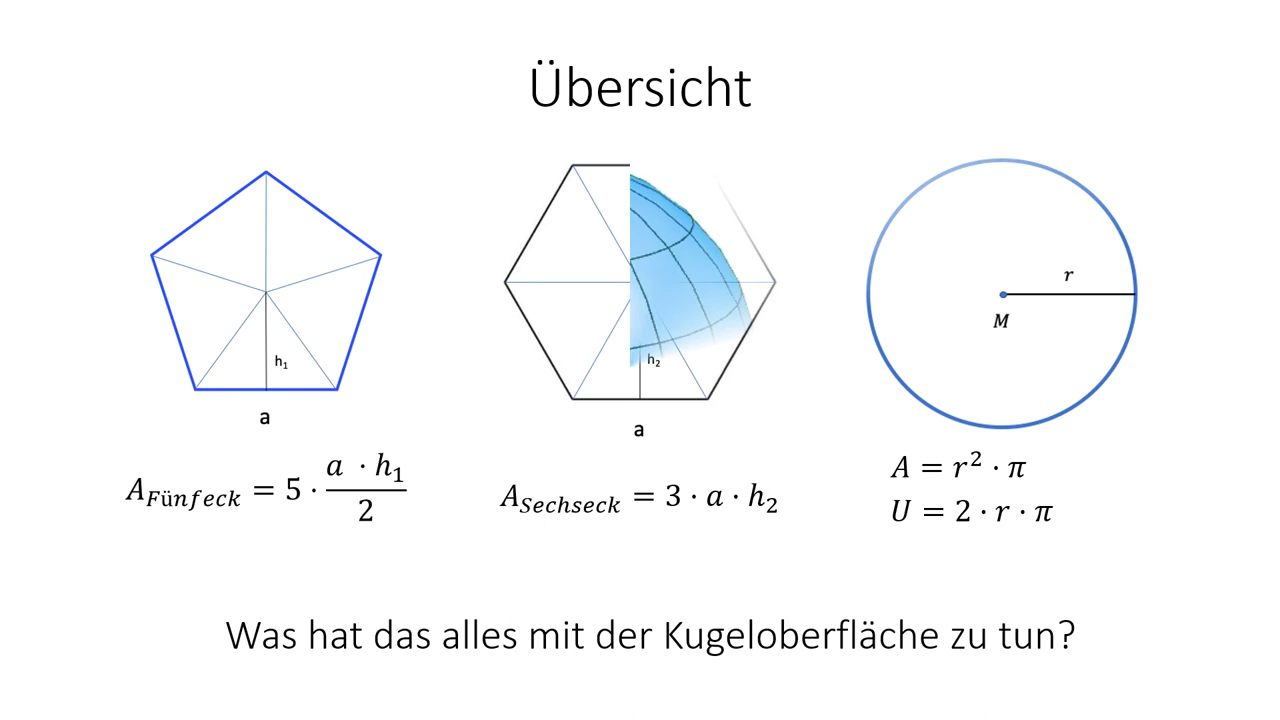 Übersicht
h₁
a
h₂
a
r
M
A_Fünfeck = 5 · (a · h₁)/2
A_Sechseck = 3 · a · h₂
A = r² · π
U = 2 · r · π
Was hat das alles mit der Kugeloberfläche zu tun?